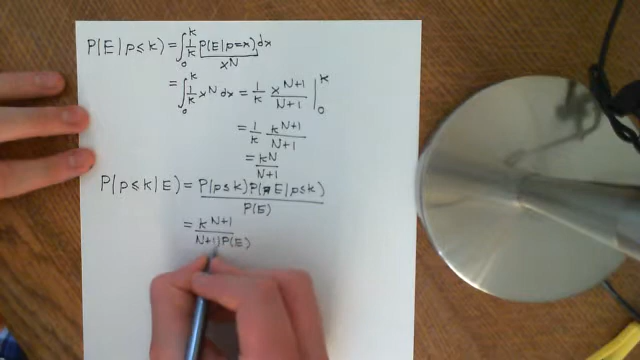 P(E|p≤k) = ∫₀ᵏ 1/k P(E|p=x) dx
xᴺ
= ∫₀ᵏ 1/k xᴺ dx = 1/k xᴺ⁺¹/N+1 |₀ᵏ
= 1/k kᴺ⁺¹/N+1
= kᴺ/N+1
P(p≤k|E) = P(p≤k)P(E|p≤k)/P(E)
= kᴺ⁺¹/(N+1)P(E)